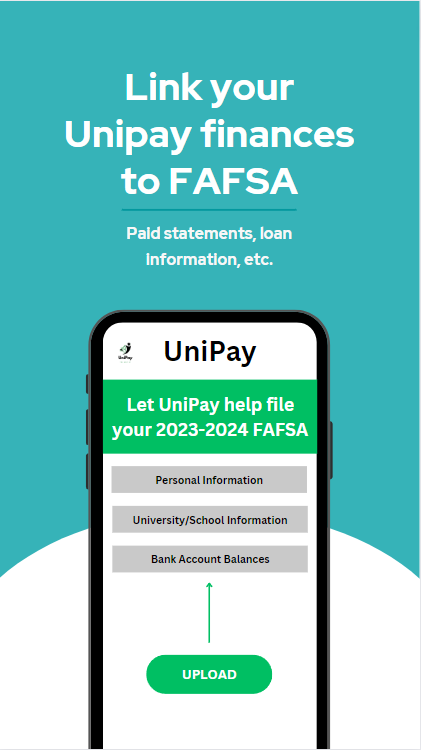 Link your
Unipay finances
to FAFSA
Paid statements, loan
information, etc.
UniPay
UniPay
Let UniPay help file
your 2023-2024 FAFSA
Personal Information
University/School Information
Bank Account Balances
UPLOAD